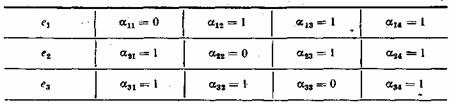 e₁ α₁₁ = 0 α₁₂ = 1 α₁₃ = 1 α₁₄ = 1
e₂ α₂₁ = 1 α₂₂ = 0 α₂₃ = 1 α₂₄ = 1
e₃ α₃₁ = 1 α₃₂ = 1 α₃₃ = 0 α₃₄ = 1